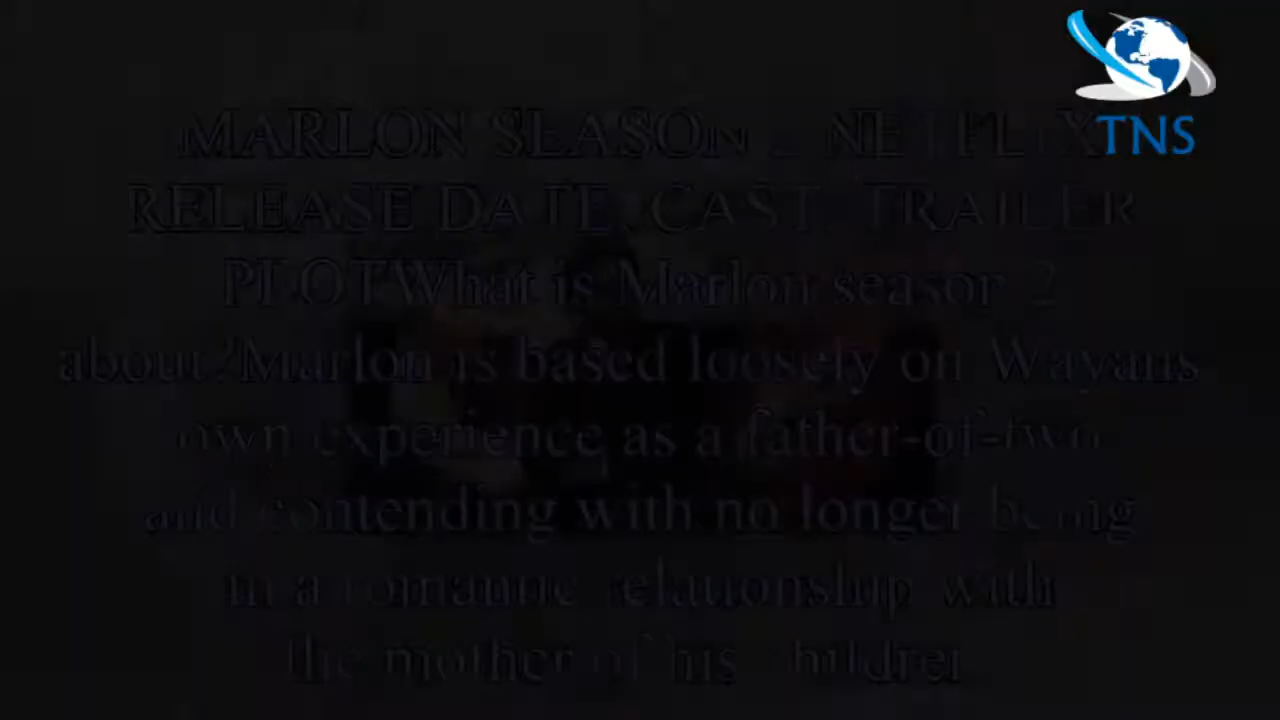 TNS
MARLON SEASON 2 NETFLIX
RELEASE DATE, CAST, TRAILER
PLOTWhat is Marlon season 2
about?Marlon is based loosely on Wayans
own experience as a father-of-two
and contending with no longer being
in a romantic relationship with
the mother of his children